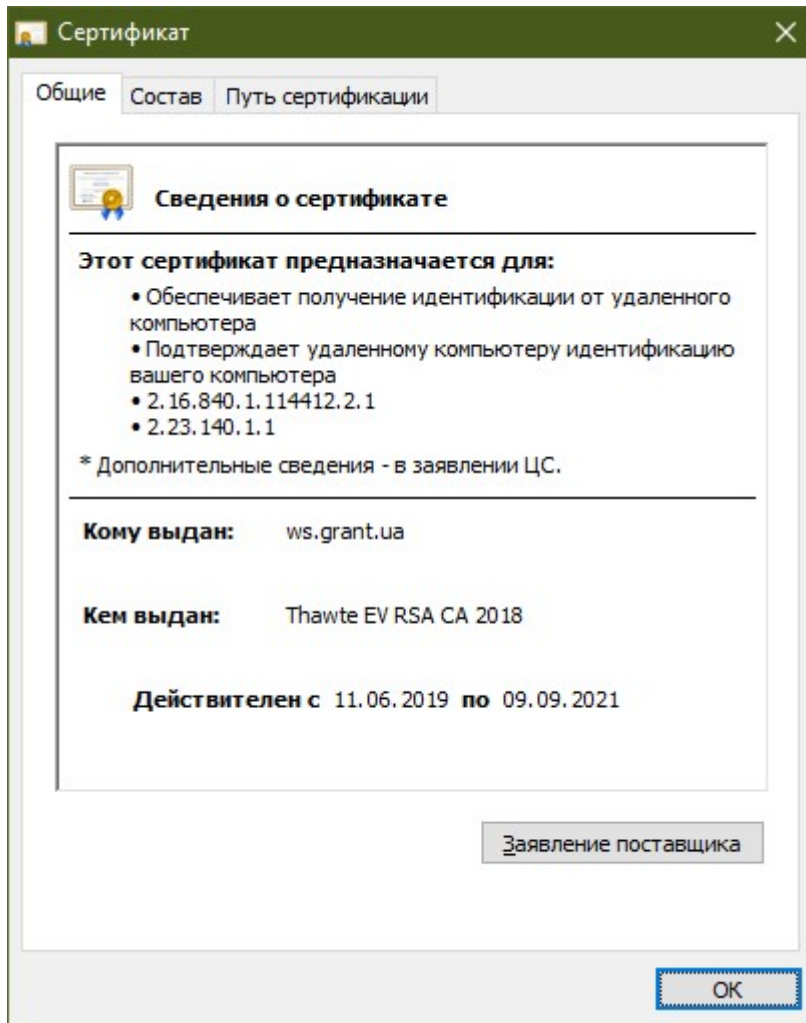 Сертификат
Общие Состав Путь сертификации
Сведения о сертификате
Этот сертификат предназначается для:
• Обеспечивает получение идентификации от удаленного
компьютера
• Подтверждает удаленному компьютеру идентификацию
вашего компьютера
• 2.16.840.1.114412.2.1
• 2.23.140.1.1
* Дополнительные сведения - в заявлении ЦС.
Кому выдан: ws.grant.ua
Кем выдан: Thawte EV RSA CA 2018
Действителен с 11.06.2019 по 09.09.2021
Заявление поставщика
ОК